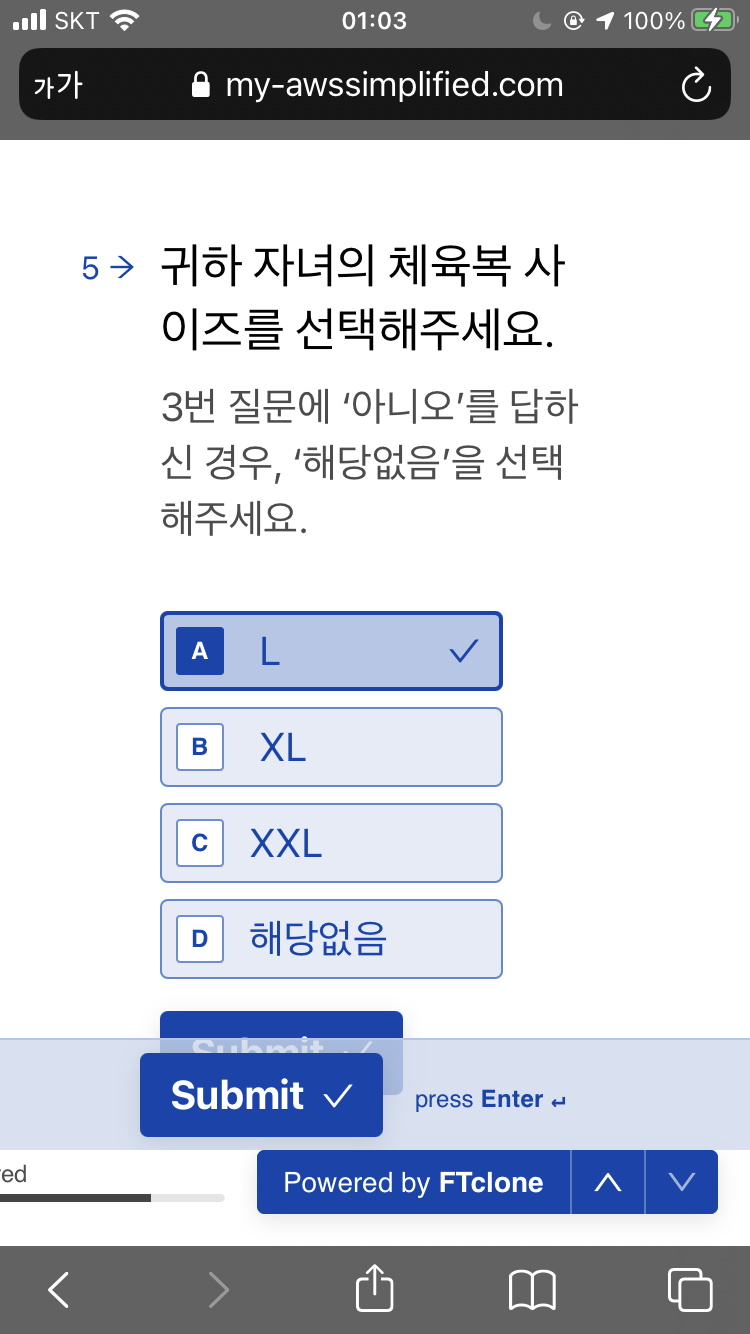 SKT 01:03 100%
가가 my-awssimplified.com
5 → 귀하 자녀의 체육복 사
이즈를 선택해주세요.
3번 질문에 ‘아니오’를 답하
신 경우, ‘해당없음’을 선택
해주세요.
A L
B XL
C XXL
D 해당없음
Submit
Submit press Enter ↵
red
Powered by FTclone